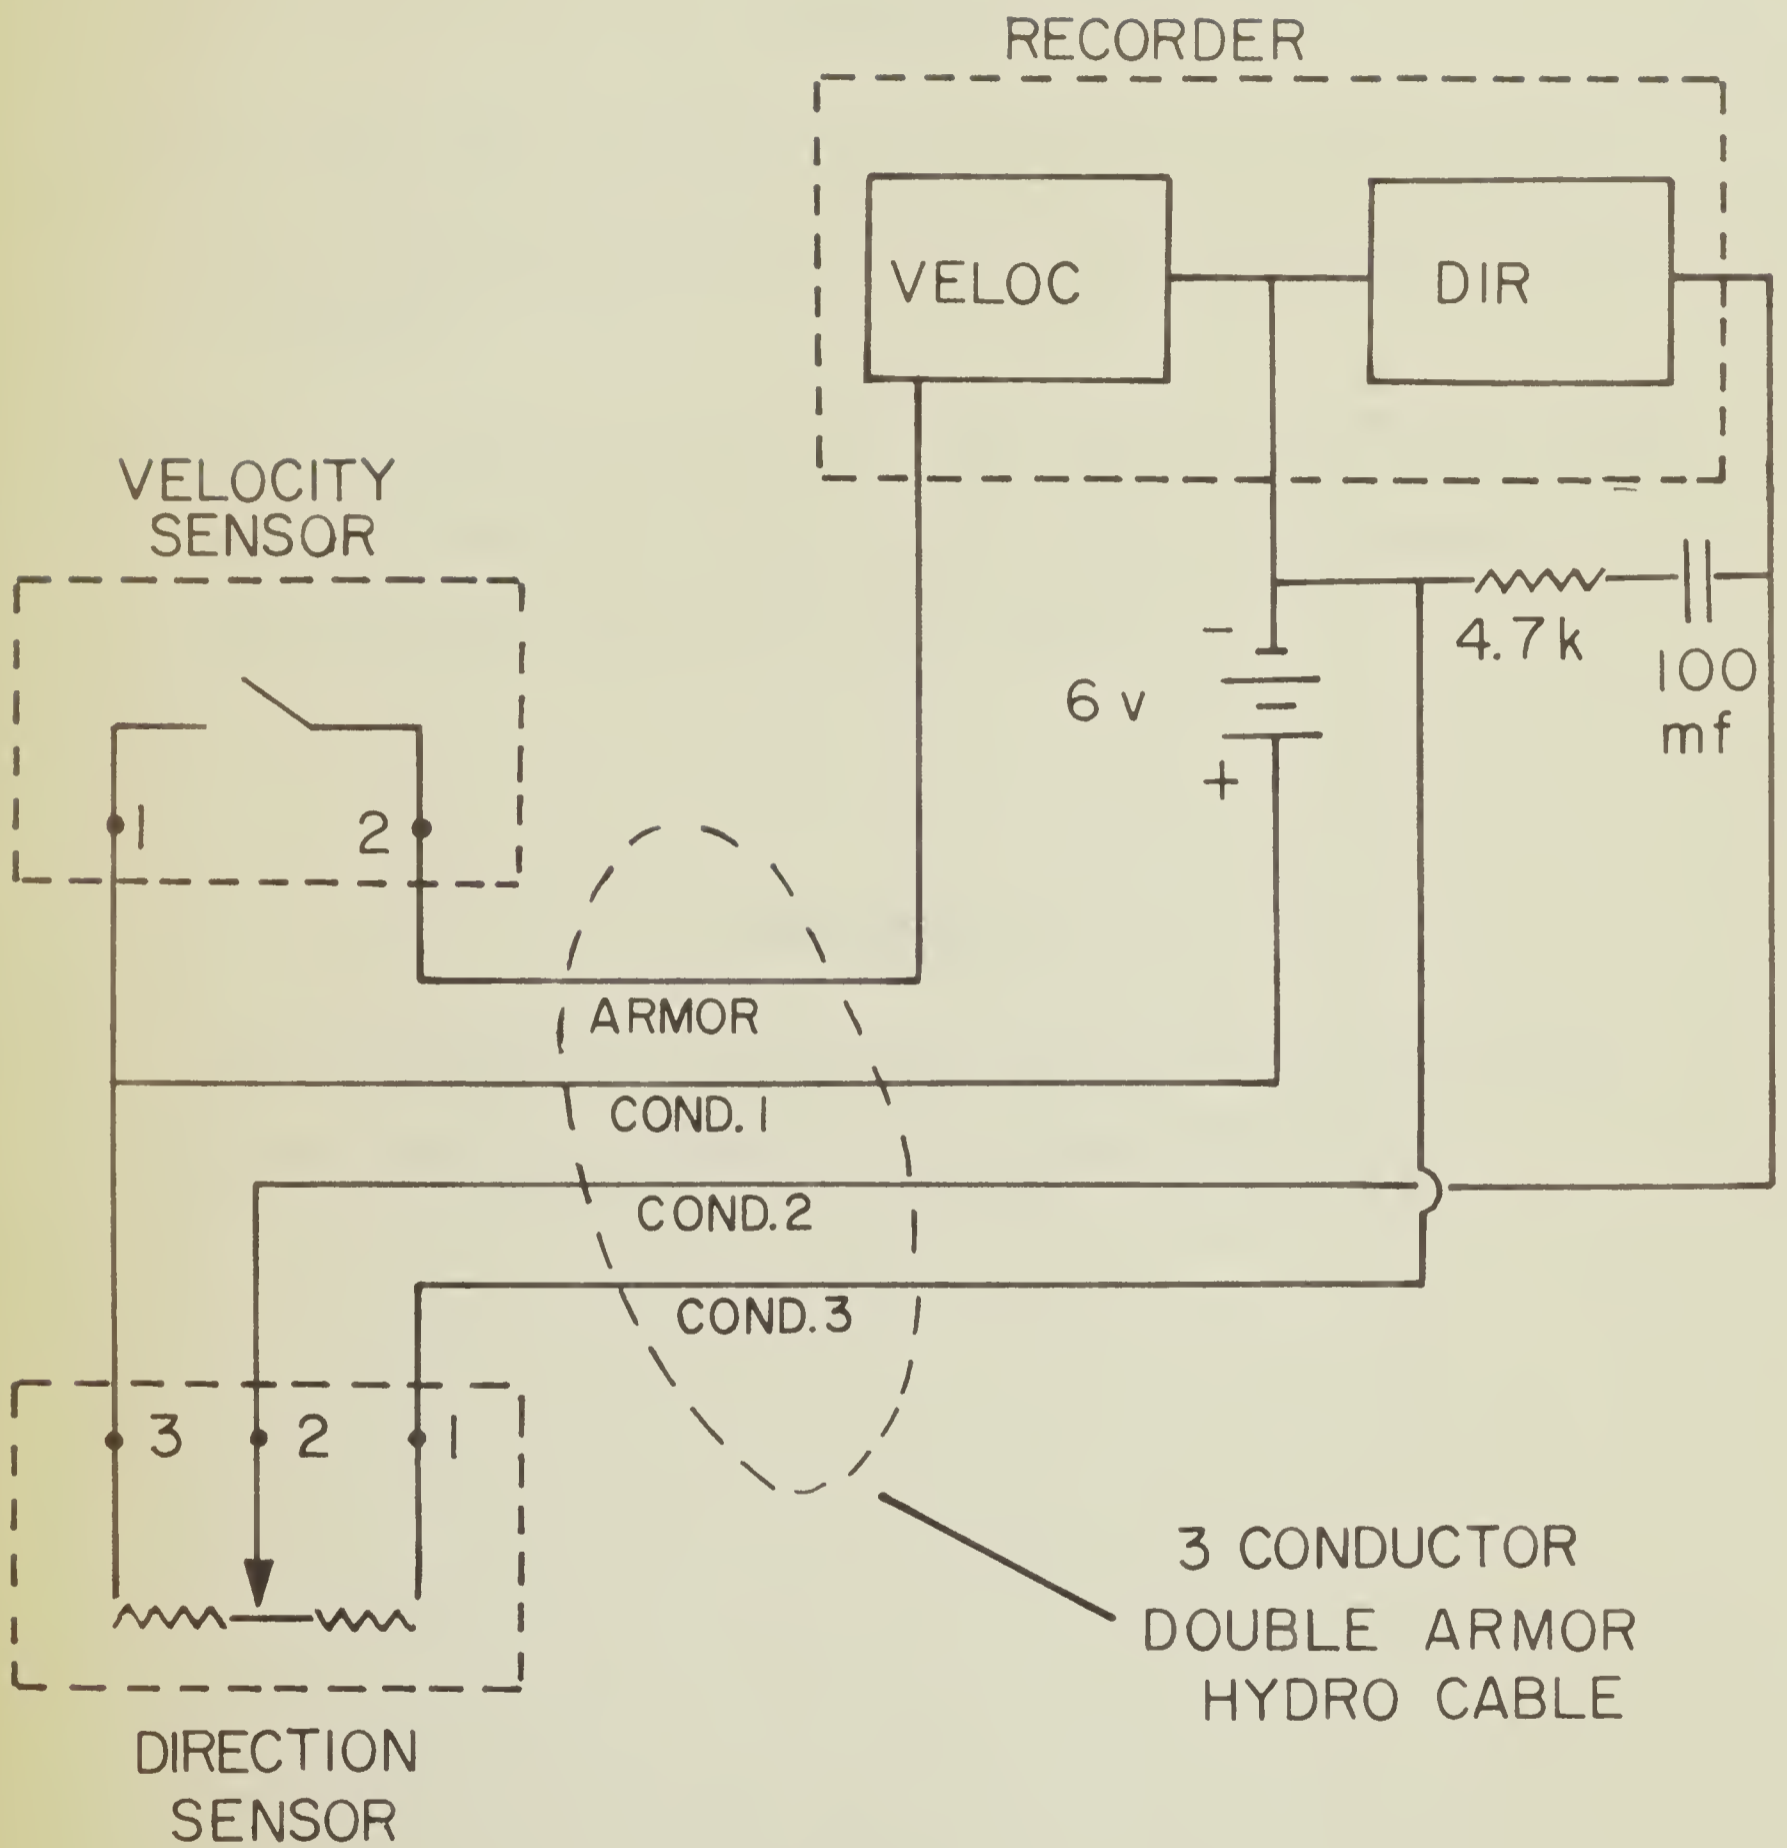 RECORDER
VELOC
DIR
VELOCITY
SENSOR
1
2
-
6 v
+
4.7 k
100
mf
ARMOR
COND. 1
COND. 2
COND. 3
3
2
1
DIRECTION
SENSOR
3 CONDUCTOR
DOUBLE ARMOR
HYDRO CABLE